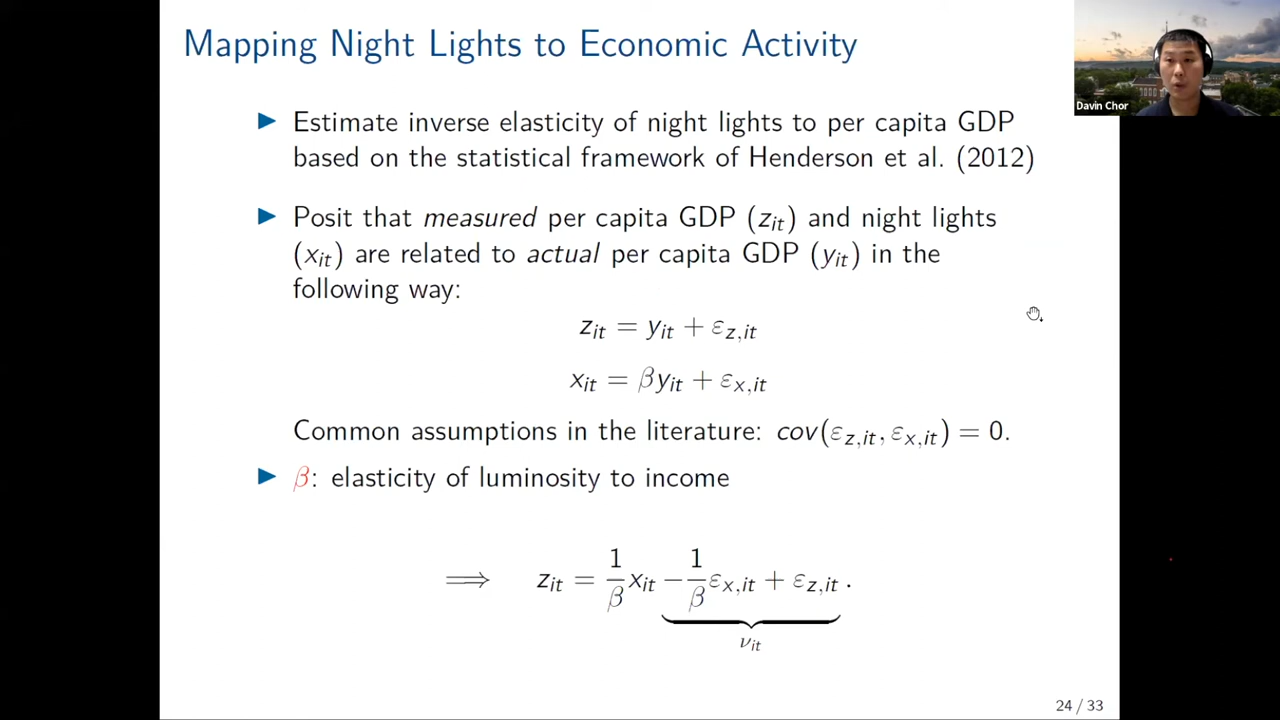 Mapping Night Lights to Economic Activity
Davin Chor
▶ Estimate inverse elasticity of night lights to per capita GDP
based on the statistical framework of Henderson et al. (2012)
▶ Posit that measured per capita GDP (z_it) and night lights
(x_it) are related to actual per capita GDP (y_it) in the
following way:
z_it = y_it + ε_z,it
x_it = βy_it + ε_x,it
Common assumptions in the literature: cov(ε_z,it, ε_x,it) = 0.
▶ β: elasticity of luminosity to income
⟹ z_it = 1/β x_it − 1/β ε_x,it + ε_z,it .
ν_it
24 / 33